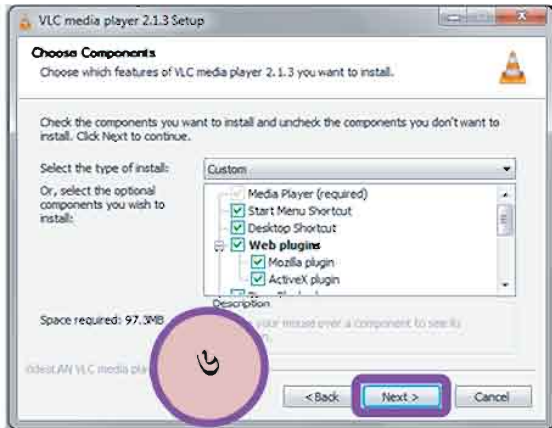 VLC media player 2.1.3 Setup
Choose Components
Choose which features of VLC media player 2.1.3 you want to install.
Check the components you want to install and uncheck the components you don't want to
install. Click Next to continue.
Select the type of install:
Custom
Or, select the optional
components you wish to
install:
Media Player (required)
Start Menu Shortcut
Desktop Shortcut
Web plugins
Mozilla plugin
ActiveX plugin
Description
Space required: 97.3MB
your mouse over a component to see its
VLC media
৬
< Back
Next >
Cancel